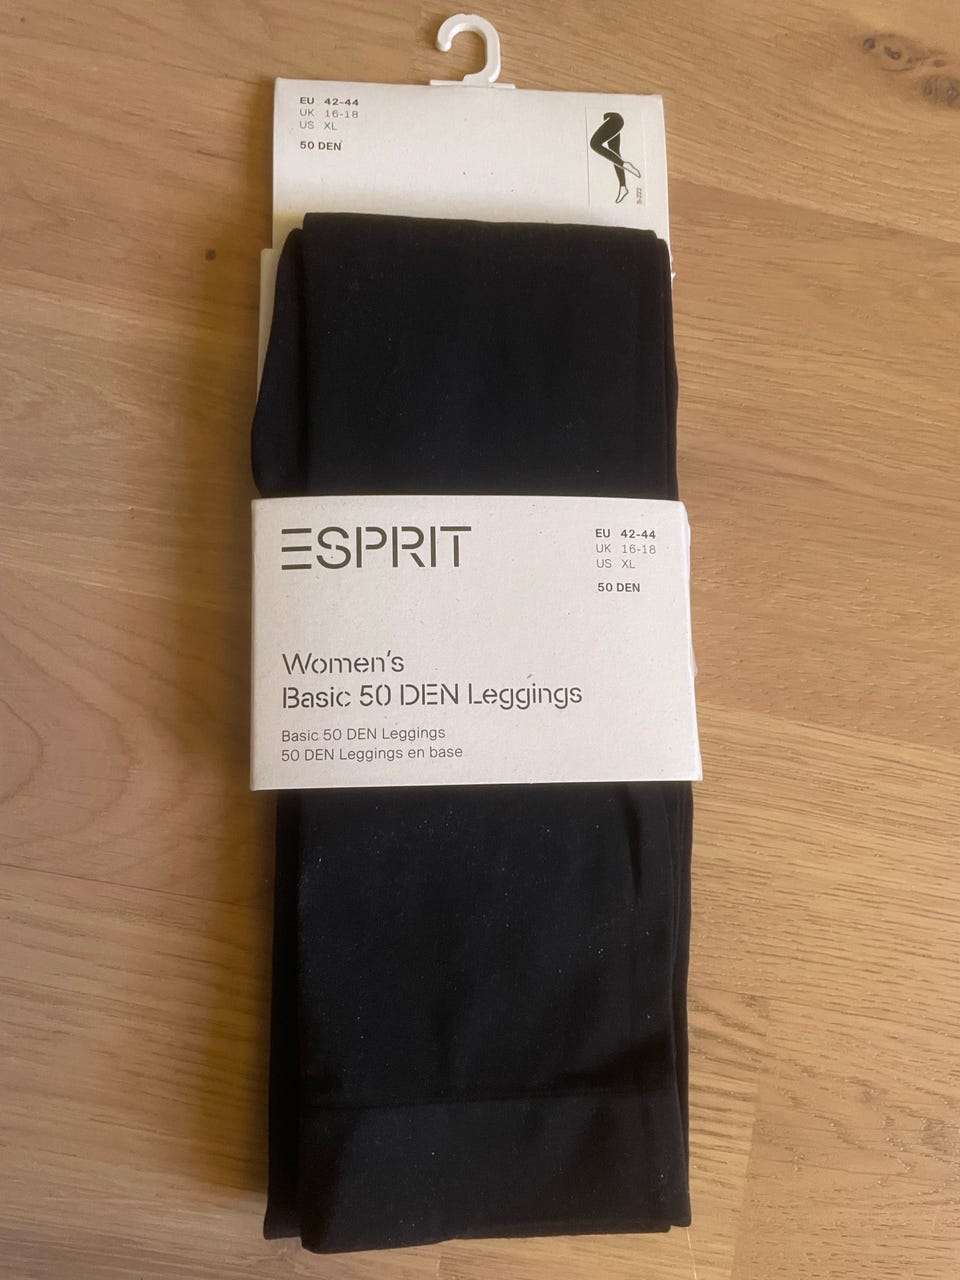 EU 42-44
UK 16-18
US XL
50 DEN
ESPRIT
EU 42-44
UK 16-18
US XL
50 DEN
Women's
Basic 50 DEN Leggings
Basic 50 DEN Leggings
50 DEN Leggings en base